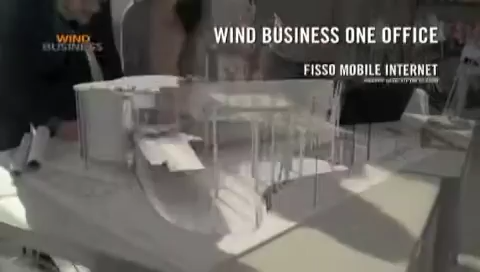 WIND
BUSINESS
WIND BUSINESS ONE OFFICE
FISSO MOBILE INTERNET